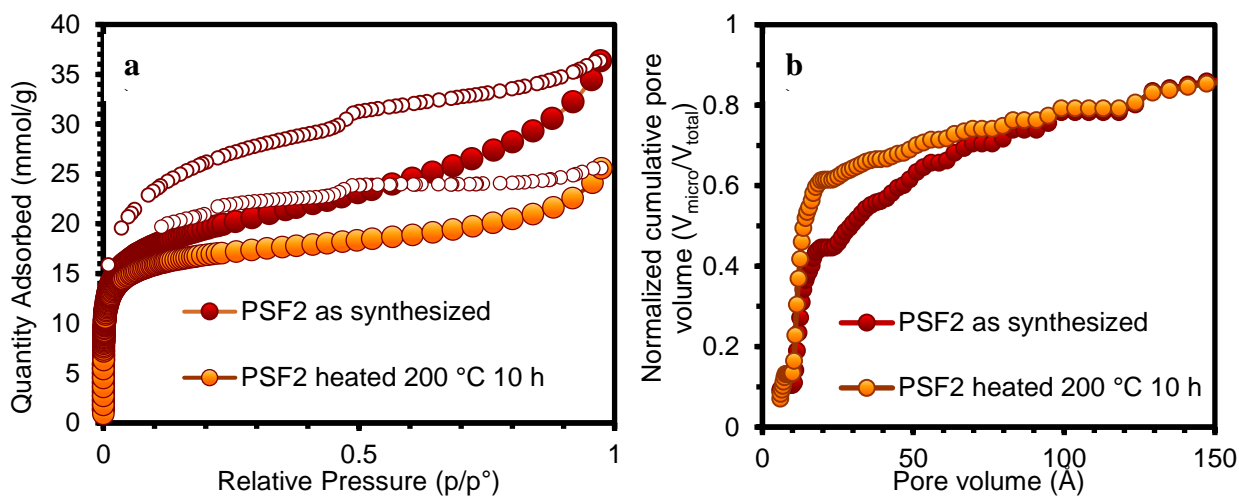 a
Quantity Adsorbed (mmol/g)
40
35
30
25
20
15
10
5
0
0
0.5
1
Relative Pressure (p/p°)
PSF2 as synthesized
PSF2 heated 200 °C 10 h
b
Normalized cumulative pore
volume (V_micro/V_total)
1
0.8
0.6
0.4
0.2
0
0
50
100
150
Pore volume (Å)
PSF2 as synthesized
PSF2 heated 200 °C 10 h